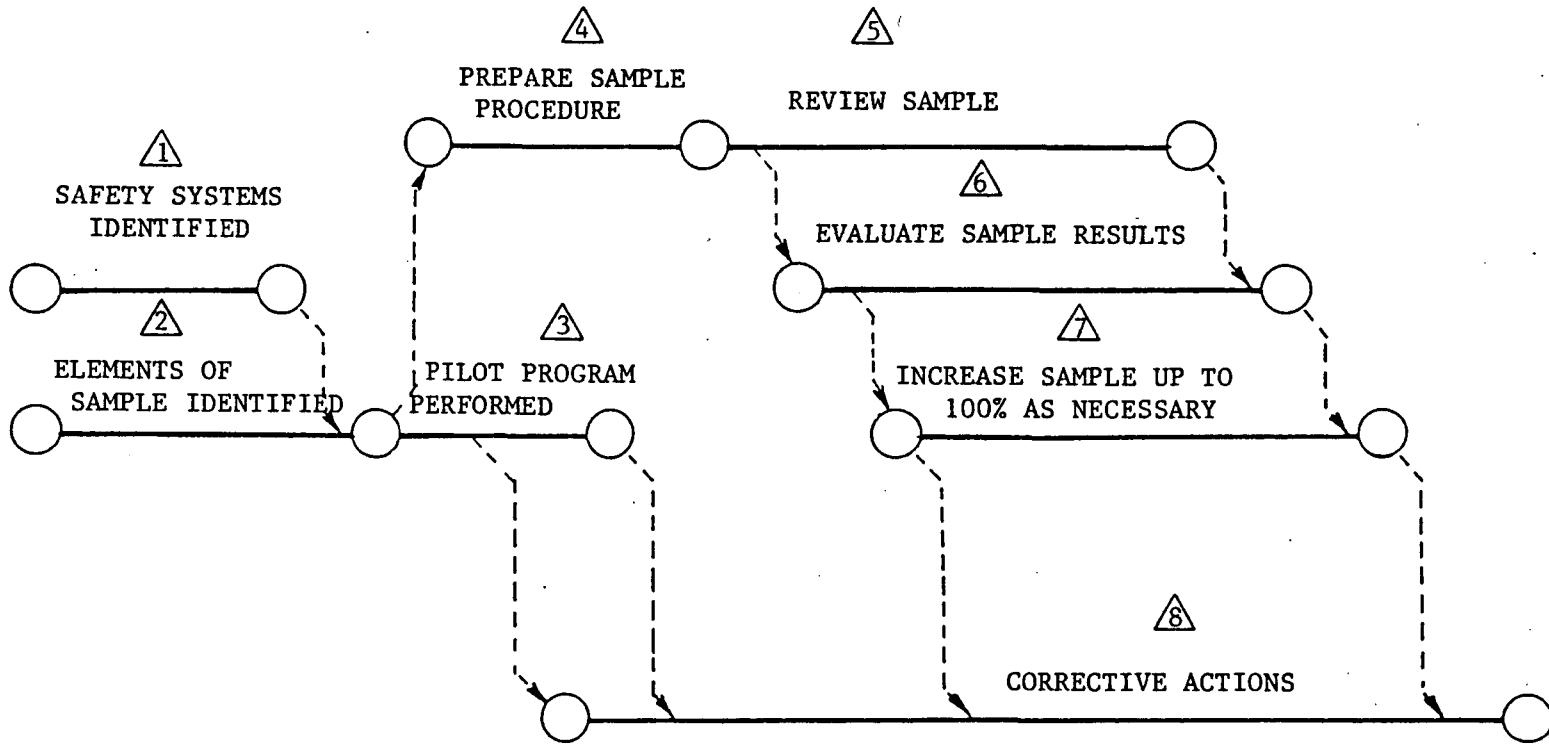 4
PREPARE SAMPLE
PROCEDURE
5
REVIEW SAMPLE
1
SAFETY SYSTEMS
IDENTIFIED
6
EVALUATE SAMPLE RESULTS
2
ELEMENTS OF
SAMPLE IDENTIFIED
3
PILOT PROGRAM
PERFORMED
7
INCREASE SAMPLE UP TO
100% AS NECESSARY
8
CORRECTIVE ACTIONS